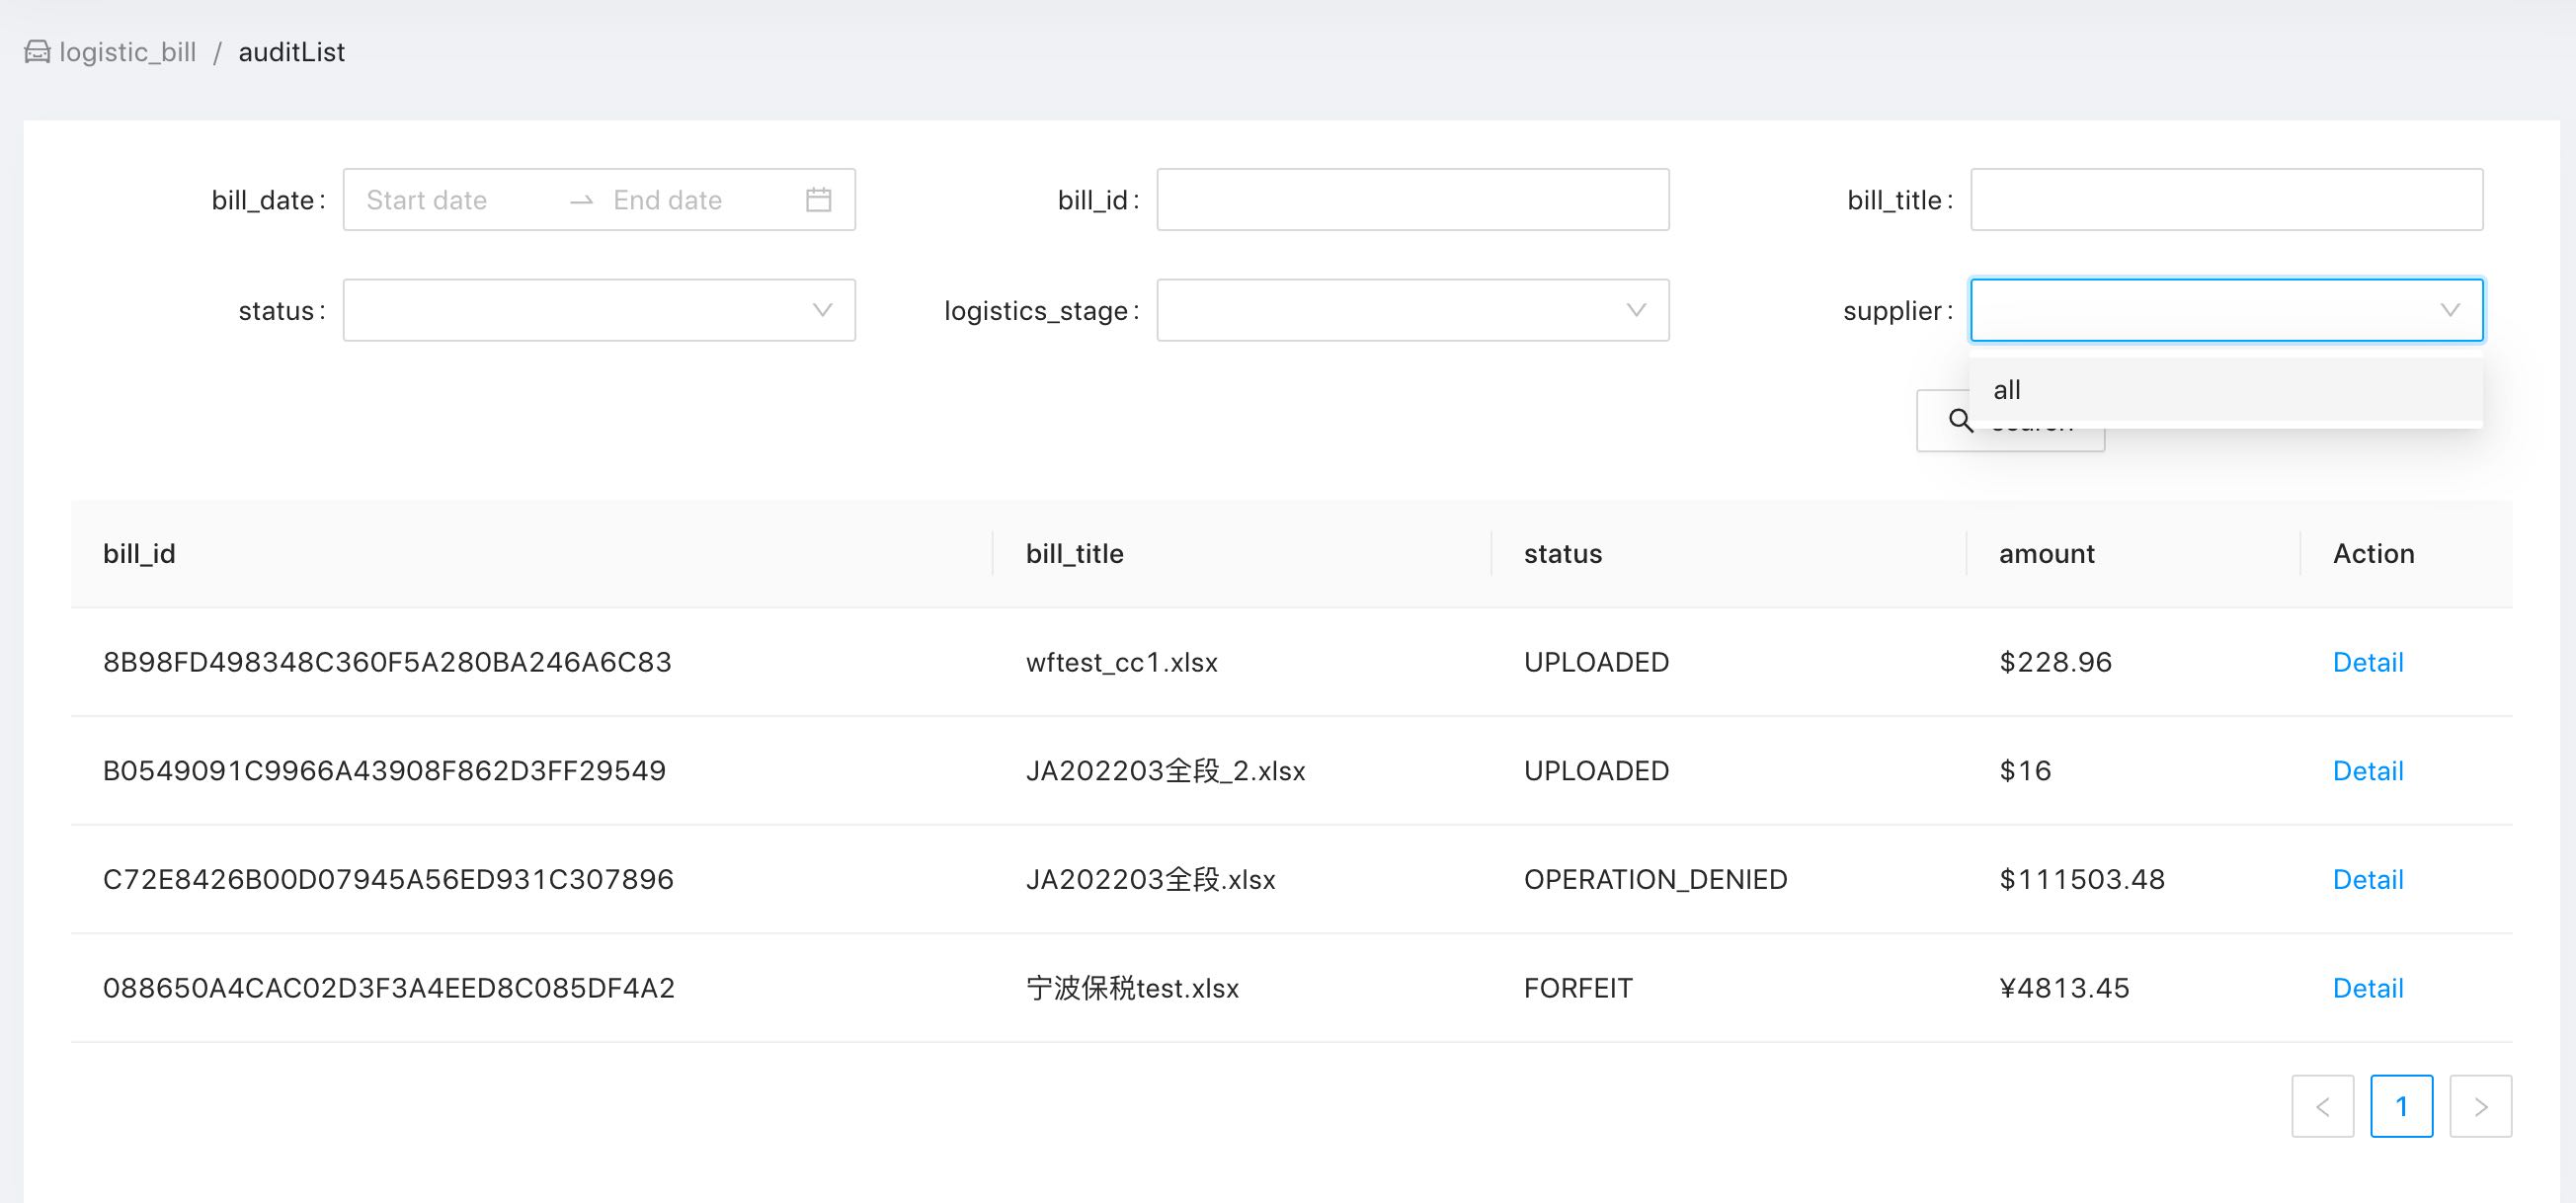 logistic_bill / auditList
bill_date: Start date → End date
bill_id:
bill_title:
status:
logistics_stage:
supplier:
all
bill_id bill_title status amount Action
8B98FD498348C360F5A280BA246A6C83 wftest_cc1.xlsx UPLOADED $228.96 Detail
B0549091C9966A43908F862D3FF29549 JA202203全段_2.xlsx UPLOADED $16 Detail
C72E8426B00D07945A56ED931C307896 JA202203全段.xlsx OPERATION_DENIED $111503.48 Detail
088650A4CAC02D3F3A4EED8C085DF4A2 宁波保税test.xlsx FORFEIT ¥4813.45 Detail
< 1 >